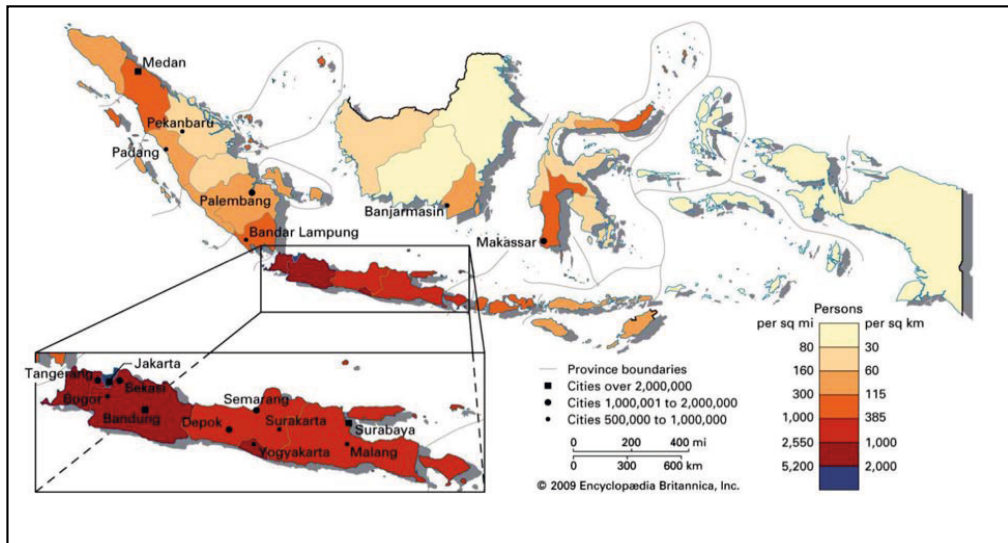 Medan
Pekanbaru
Padang
Palembang
Banjarmasin
Bandar Lampung
Makassar
Jakarta
Tangerang
Bekasi
Bogor
Bandung
Semarang
Depok
Surakarta
Surabaya
Yogyakarta
Malang
Persons
per sq mi per sq km
80 30
160 60
300 115
1,000 385
2,550 1,000
5,200 2,000
Province boundaries
Cities over 2,000,000
Cities 1,000,001 to 2,000,000
Cities 500,000 to 1,000,000
0 200 400 mi
0 300 600 km
© 2009 Encyclopædia Britannica, Inc.